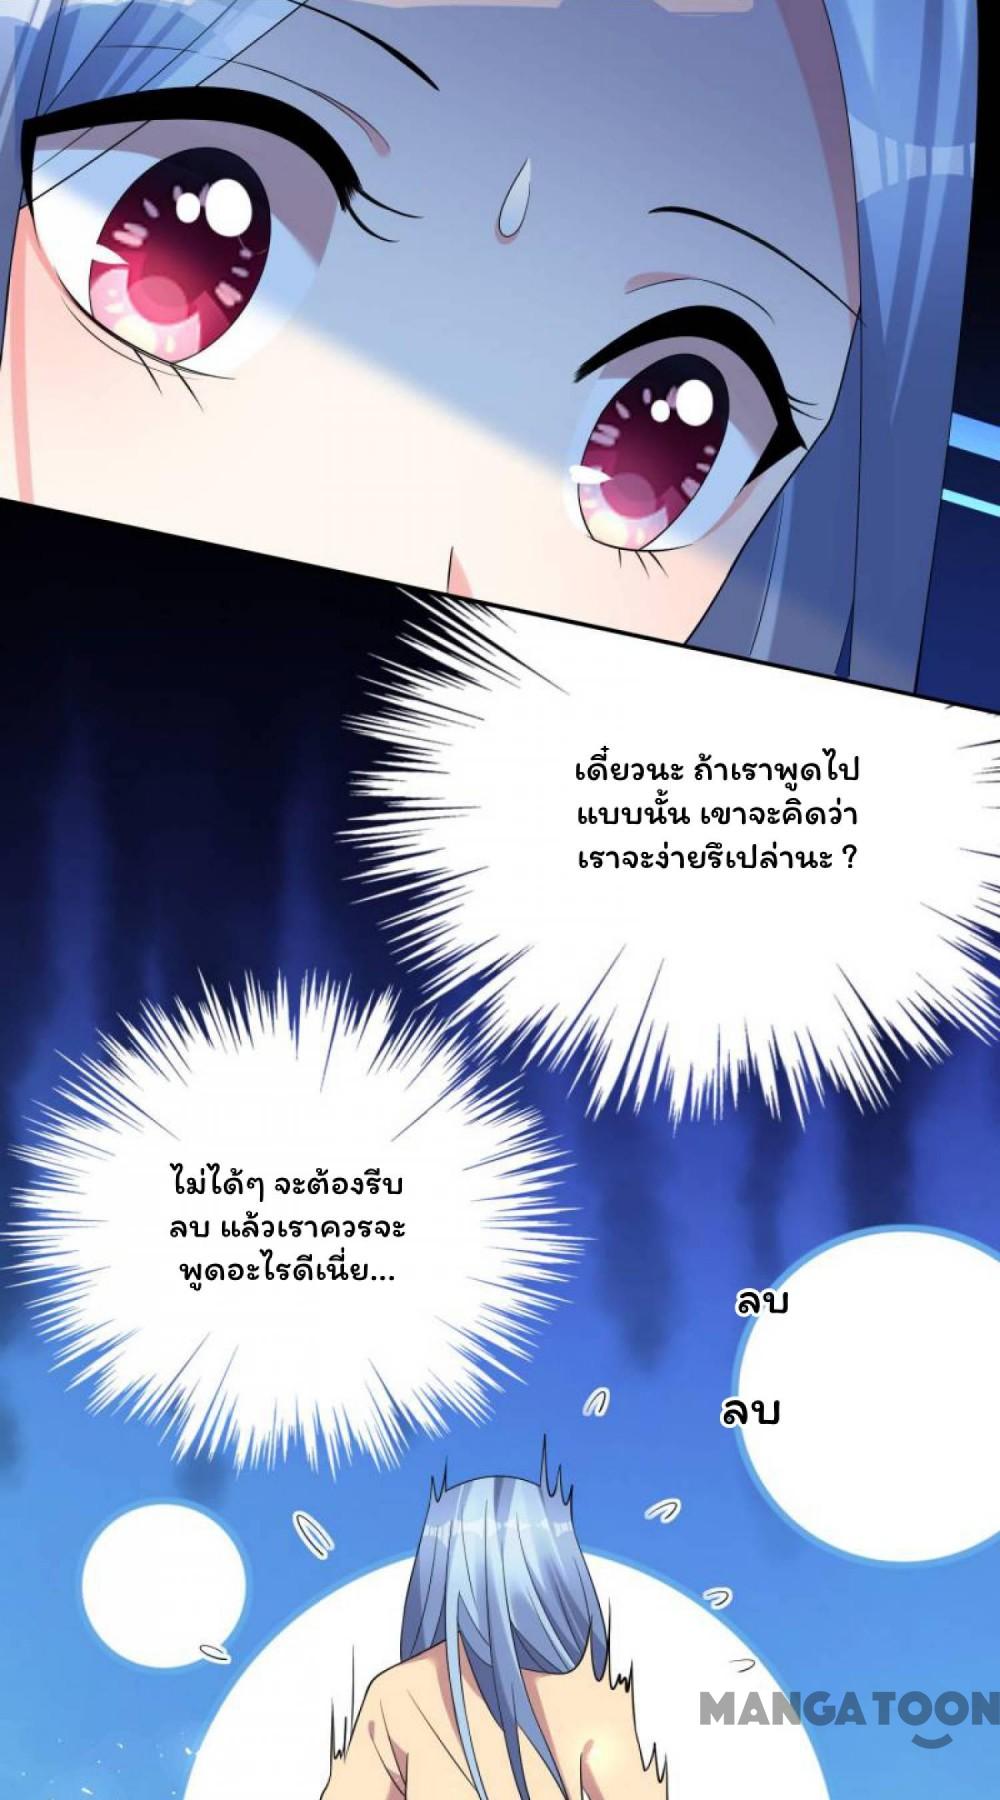 เดี๋ยวนะ ถ้าเราพูดไป
แบบนั้น เขาจะคิดว่า
เราจะง่ายรึเปล่านะ ?
ไม่ได้ๆ จะต้องรีบ
ลบ แล้วเราควรจะ
พูดอะไรดีเนี่ย...
ลบ
ลบ
MANGATOON